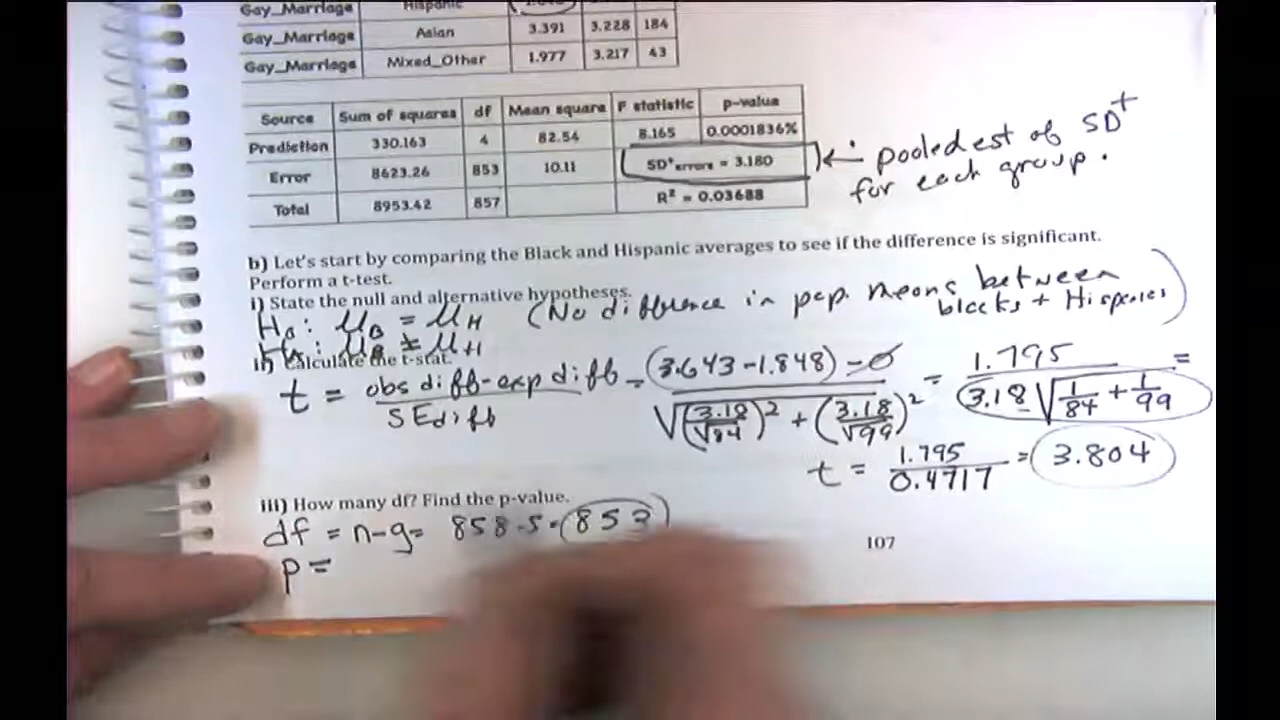 Gay_Marriage Hispanic
Gay_Marriage Asian 3.391 3.228 184
Gay_Marriage Mixed_Other 1.977 3.217 43
Source Sum of squares df Mean square F statistic p-value
Prediction 330.163 4 82.54 8.165 0.0001836%
Error 8623.26 853 10.11 SD⁺errors = 3.180
Total 8953.42 857 R² = 0.03688
← pooled est of SD⁺
for each group.
b) Let's start by comparing the Black and Hispanic averages to see if the difference is significant.
Perform a t-test.
i) State the null and alternative hypotheses.
H₀: μB = μH (No difference in pop. means between
blacks + Hispanics)
HA: μB ≠ μH
ii) Calculate the t-stat.
t = obs diff - exp diff / SEdiff = (3.643 - 1.848) - 0 / √((3.18/√84)² + (3.18/√99)²) = 1.795 / 3.18 √(1/84 + 1/99) =
t = 1.795 / 0.4717 = 3.804
iii) How many df? Find the p-value.
df = n-g = 858-5 = 853
p =
107